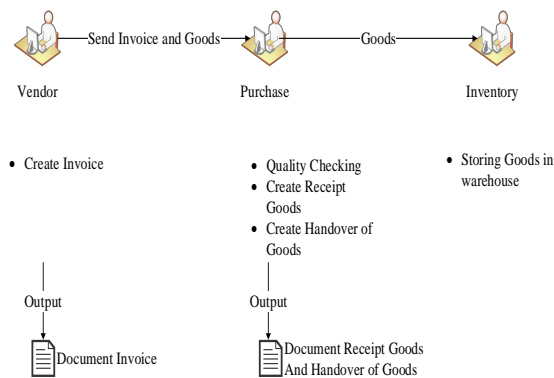 Send Invoice and Goods
Goods
Vendor
Purchase
Inventory
• Create Invoice
• Quality Checking
• Create Receipt
Goods
• Create Handover of
Goods
• Storing Goods in
warehouse
Output
Output
Document Invoice
Document Receipt Goods
And Handover of Goods